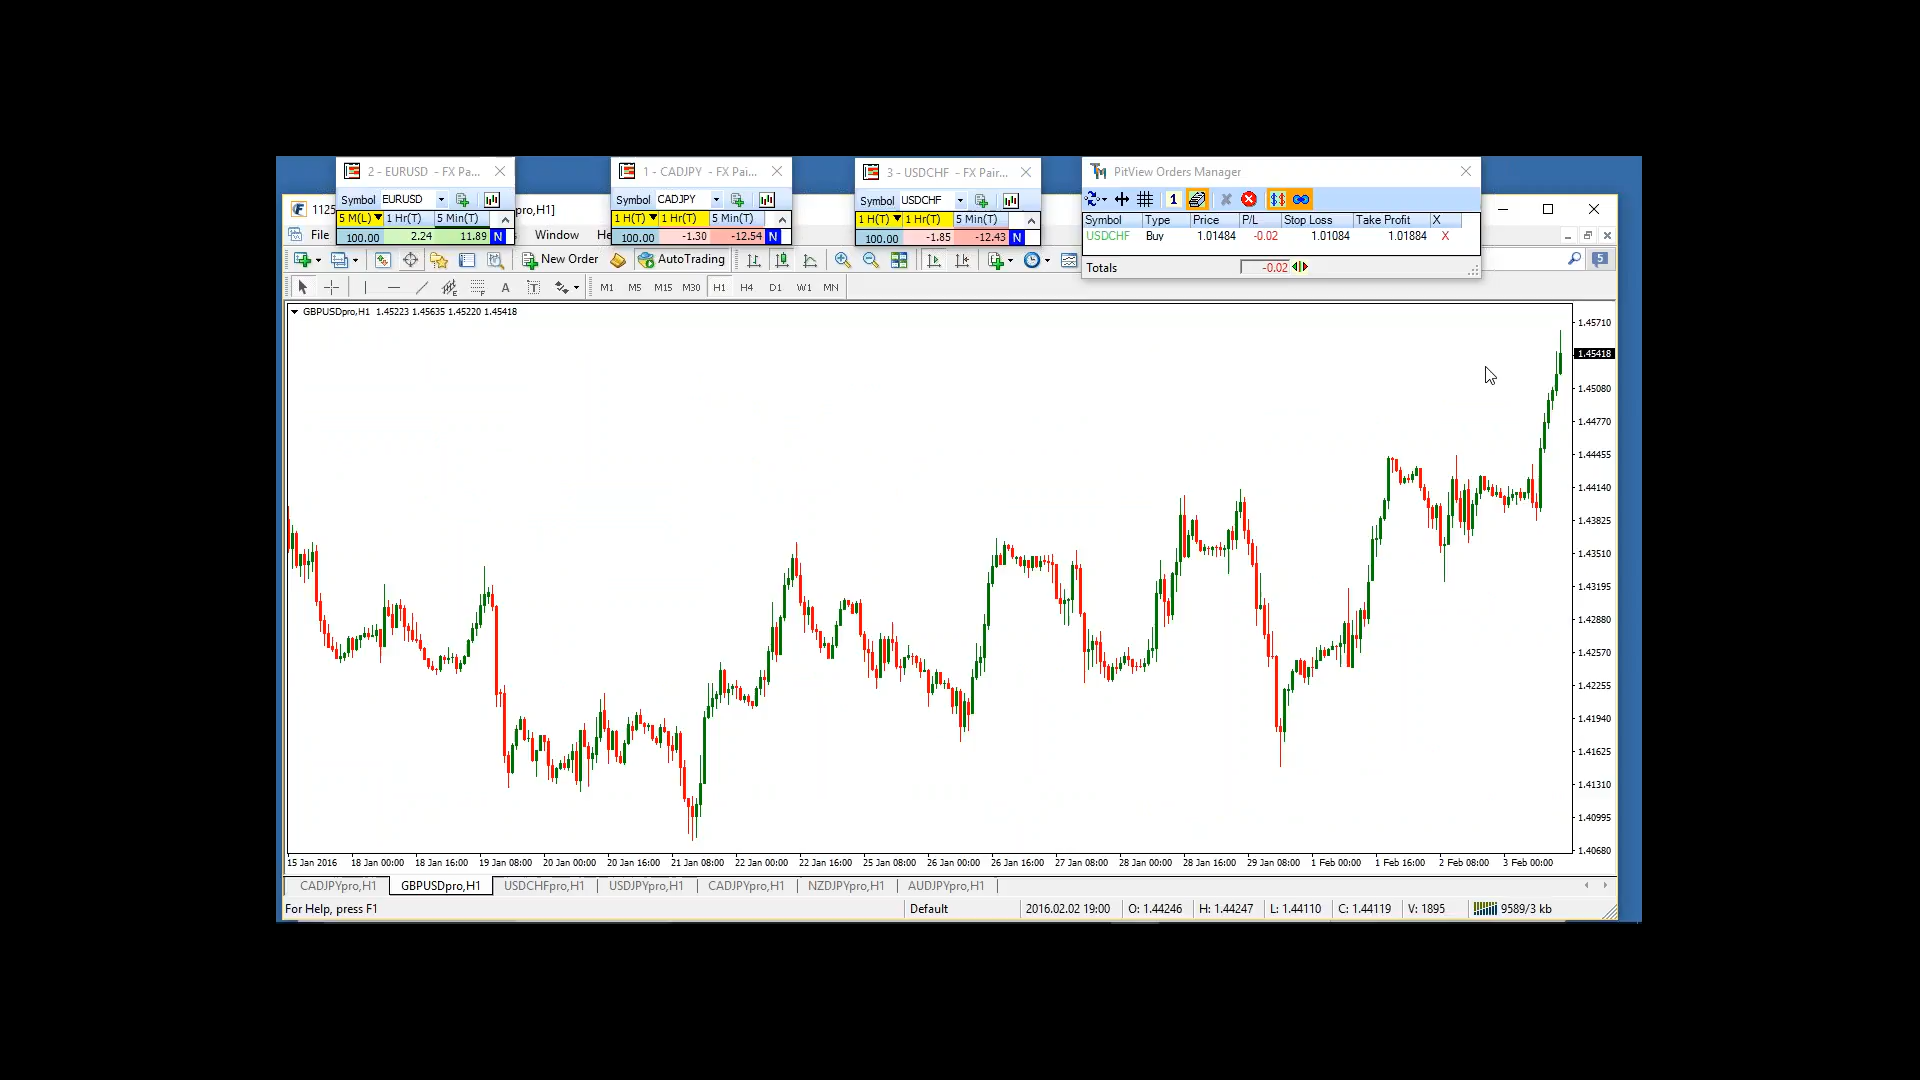 2 - EURUSD - FX Pa...
Symbol EURUSD
5 M(L) 1 Hr(T) 5 Min(T)
100.00 2.24 11.89 N
1 - CADJPY - FX Pai...
Symbol CADJPY
1 H(T) 1 Hr(T) 5 Min(T)
100.00 -1.30 -12.54 N
3 - USDCHF - FX Pair...
Symbol USDCHF
1 H(T) 1 Hr(T) 5 Min(T)
100.00 -1.85 -12.43 N
PitView Orders Manager
1 $$
Symbol Type Price P/L Stop Loss Take Profit X
USDCHF Buy 1.01484 -0.02 1.01084 1.01884 X
Totals -0.02
1125 pro,H1]
File Window He
New Order AutoTrading 5
A T M1 M5 M15 M30 H1 H4 D1 W1 MN
GBPUSDpro,H1 1.45223 1.45635 1.45220 1.45418
1.45710
1.45418
1.45080
1.44770
1.44455
1.44140
1.43825
1.43510
1.43195
1.42880
1.42570
1.42255
1.41940
1.41625
1.41310
1.40995
1.40680
15 Jan 2016 18 Jan 00:00 18 Jan 16:00 19 Jan 08:00 20 Jan 00:00 20 Jan 16:00 21 Jan 08:00 22 Jan 00:00 22 Jan 16:00 25 Jan 08:00 26 Jan 00:00 26 Jan 16:00 27 Jan 08:00 28 Jan 00:00 28 Jan 16:00 29 Jan 08:00 1 Feb 00:00 1 Feb 16:00 2 Feb 08:00 3 Feb 00:00
CADJPYpro,H1 GBPUSDpro,H1 USDCHFpro,H1 USDJPYpro,H1 CADJPYpro,H1 NZDJPYpro,H1 AUDJPYpro,H1
For Help, press F1 Default 2016.02.02 19:00 O: 1.44246 H: 1.44247 L: 1.44110 C: 1.44119 V: 1895 9589/3 kb